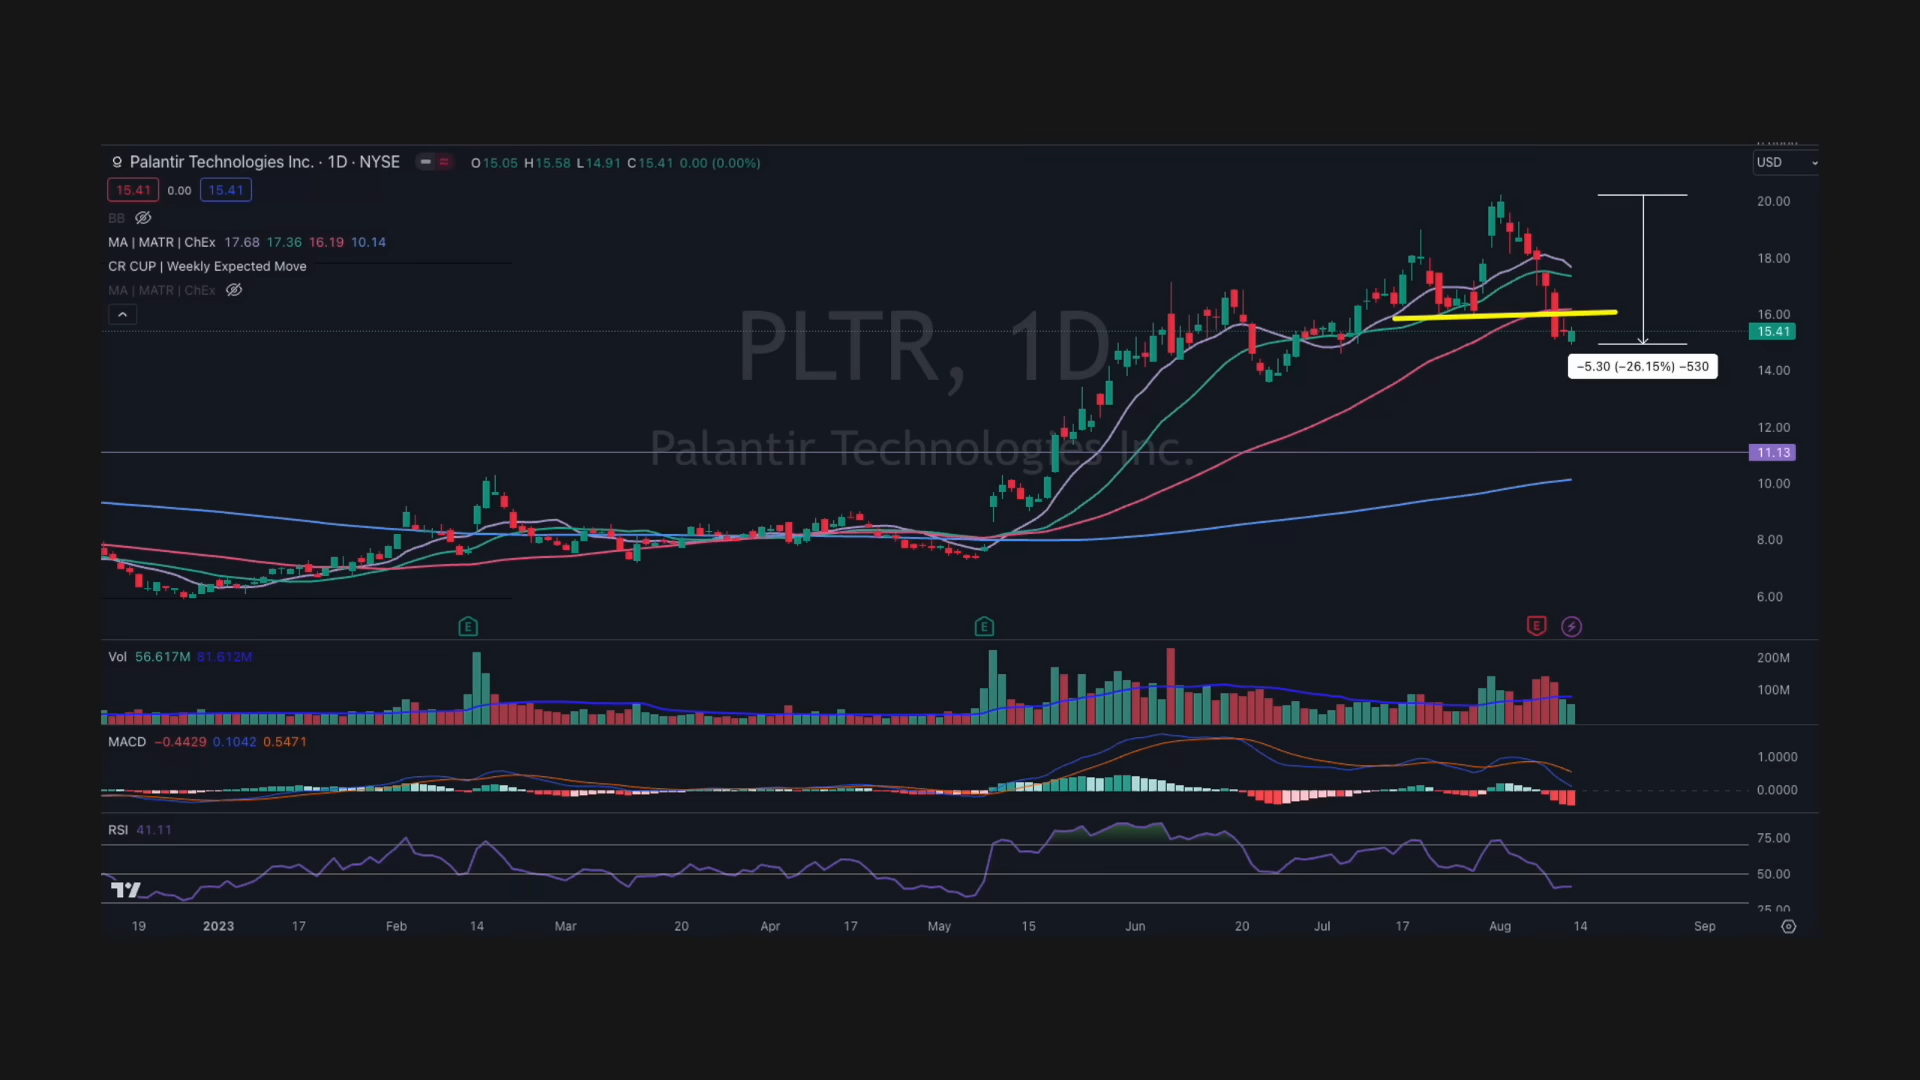 Palantir Technologies Inc. · 1D · NYSE O15.05 H15.58 L14.91 C15.41 0.00 (0.00%)
USD
15.41 0.00 15.41
BB
MA | MATR | ChEx 17.68 17.36 16.19 10.14
CR CUP | Weekly Expected Move
MA | MATR | ChEx
PLTR, 1D
Palantir Technologies Inc.
20.00
18.00
16.00
15.41
−5.30 (−26.15%) −530
14.00
12.00
11.13
10.00
8.00
6.00
E E E
Vol 56.617M 81.612M
200M
100M
MACD −0.4429 0.1042 0.5471
1.0000
0.0000
RSI 41.11
75.00
50.00
25.00
19 2023 17 Feb 14 Mar 20 Apr 17 May 15 Jun 20 Jul 17 Aug 14 Sep